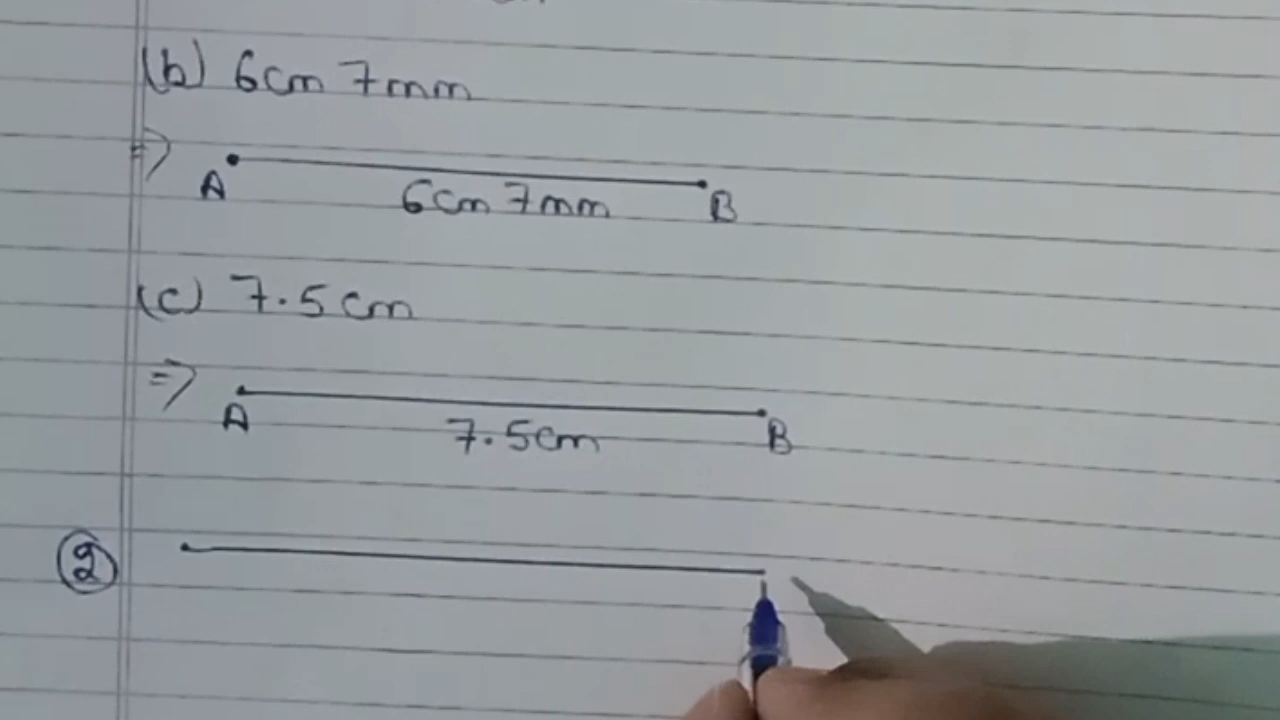 (b) 6cm 7mm
=>
A 6cm 7mm B
(c) 7.5cm
=>
A 7.5cm B
2